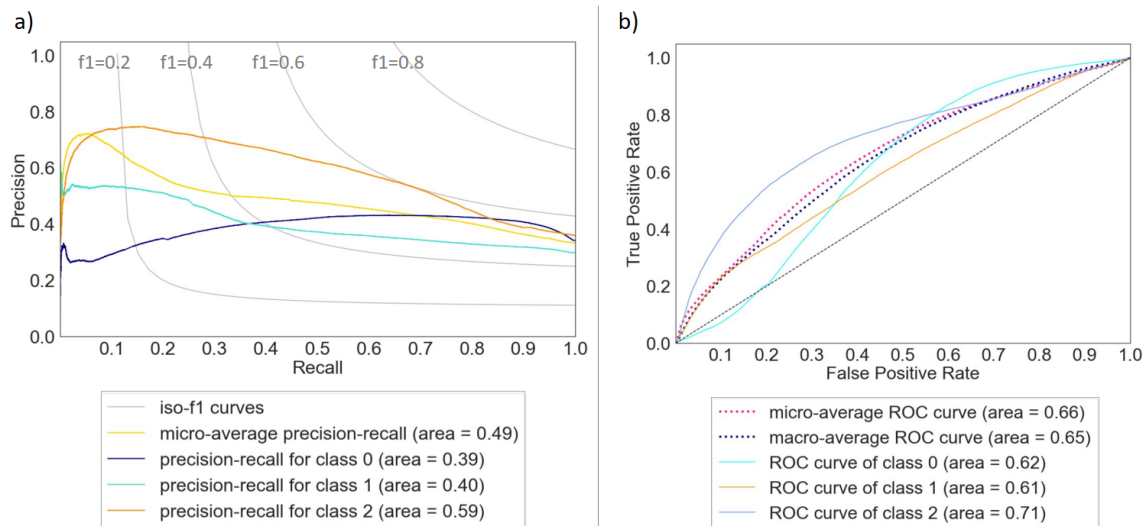 a)
f1=0.2 f1=0.4 f1=0.6 f1=0.8
1.0
0.8
0.6
0.4
0.2
0.0
Precision
0.1 0.2 0.3 0.4 0.5 0.6 0.7 0.8 0.9 1.0
Recall
iso-f1 curves
micro-average precision-recall (area = 0.49)
precision-recall for class 0 (area = 0.39)
precision-recall for class 1 (area = 0.40)
precision-recall for class 2 (area = 0.59)
b)
1.0
0.8
0.6
0.4
0.2
0.0
True Positive Rate
0.1 0.2 0.3 0.4 0.5 0.6 0.7 0.8 0.9 1.0
False Positive Rate
micro-average ROC curve (area = 0.66)
macro-average ROC curve (area = 0.65)
ROC curve of class 0 (area = 0.62)
ROC curve of class 1 (area = 0.61)
ROC curve of class 2 (area = 0.71)